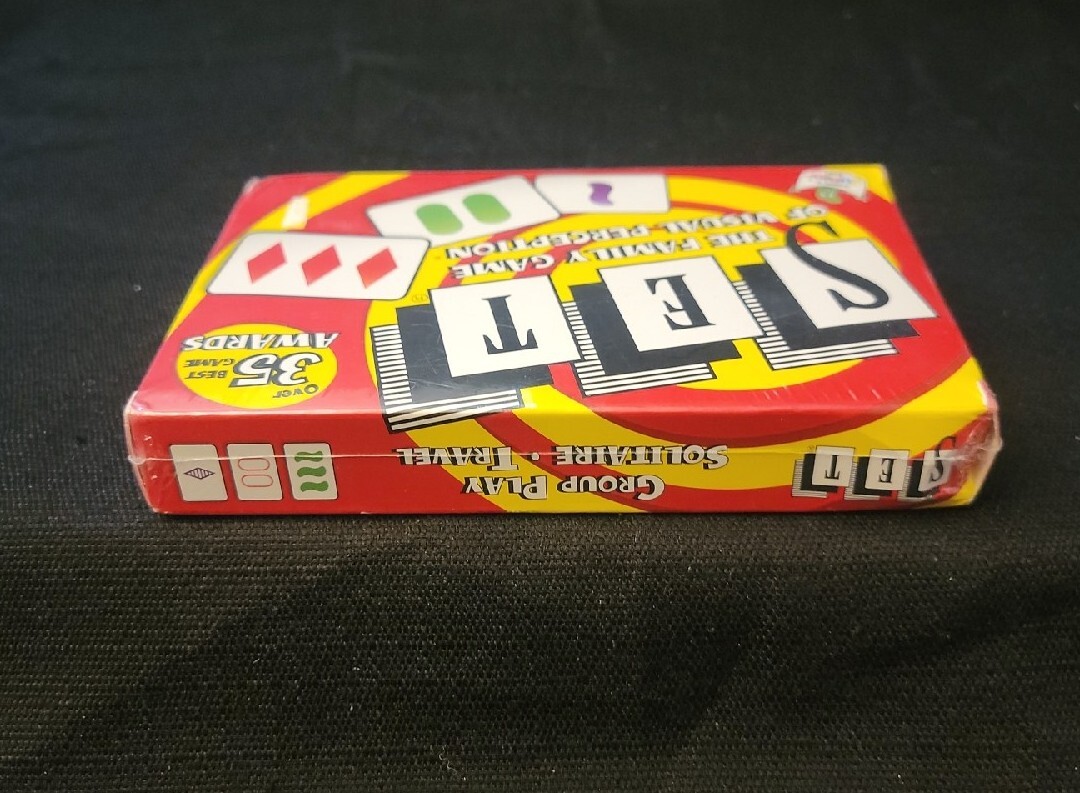 SET
®
THE FAMILY GAME
OF VISUAL PERCEPTION
OVER
35
BEST
GAME
AWARDS
GROUP PLAY
SOLITAIRE · TRAVEL
SET